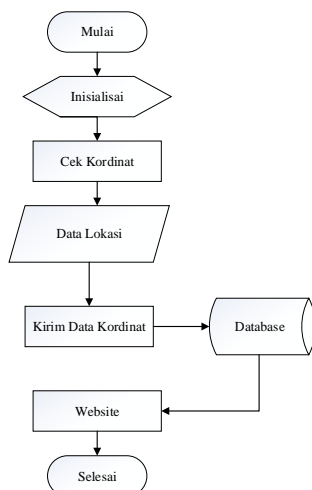 Mulai
Inisialisai
Cek Kordinat
Data Lokasi
Kirim Data Kordinat
Database
Website
Selesai